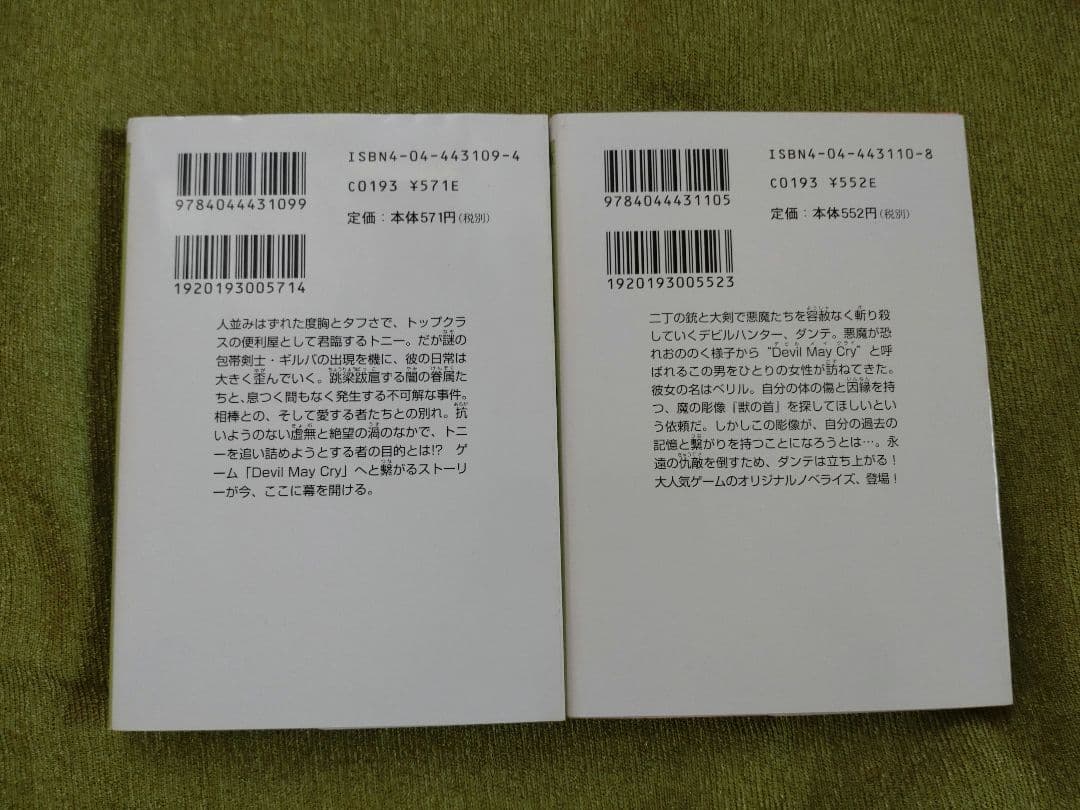 ISBN4-04-443109-4
C0193 ¥571E
定価：本体571円(税別)
9784044431099
1920193005714
人並みはずれた度胸とタフさで、トップクラ
スの便利屋として君臨するトニー。だが謎の
包帯剣士・ギルバの出現を機に、彼の日常は
大きく歪んでいく。跳梁跋扈する闇の眷属た
ちと、息つく間もなく発生する不可解な事件。
相棒との、そして愛する者たちとの別れ。抗
いようのない虚無と絶望の渦のなかで、トニ
ーを追い詰めようとする者の目的とは!?　ゲ
ーム「Devil May Cry」へと繋がるストーリ
ーが今、ここに幕を開ける。
ISBN4-04-443110-8
C0193 ¥552E
定価：本体552円(税別)
9784044431105
1920193005523
二丁の銃と大剣で悪魔たちを容赦なく斬り殺
していくデビルハンター、ダンテ。悪魔が恐
れおののく様子から“Devil May Cry”と呼
ばれるこの男をひとりの女性が訪ねてきた。
彼女の名はベリル。自分の体の傷と因縁を持
つ、魔の彫像『獣の首』を探してほしいとい
う依頼だ。しかしこの彫像が、自分の過去の
記憶と繋がりを持つことになろうとは…。永
遠の仇敵を倒すため、ダンテは立ち上がる！
大人気ゲームのオリジナルノベライズ、登場！